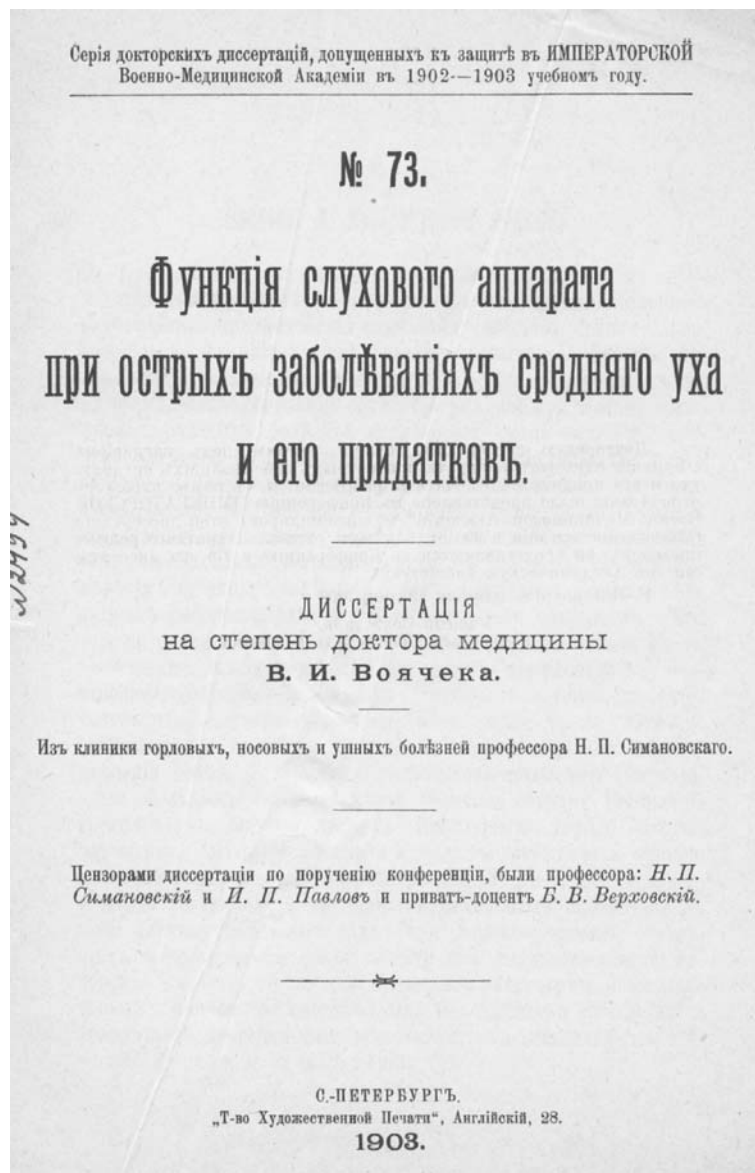 Серія докторскихъ диссертацій, допущенныхъ къ защитѣ въ ИМПЕРАТОРСКОЙ
Военно-Медицинской Академіи въ 1902-—1903 учебномъ году.
№ 73.
Функція слухового аппарата
при острыхъ заболѣваніяхъ средняго уха
и его придатковъ.
№2494
ДИССЕРТАЦІЯ
на степень доктора медицины
В. И. Воячека.
Изъ клиники горловыхъ, носовыхъ и ушныхъ болѣзней профессора Н. П. Симановскаго.
Цензорами диссертаціи по порученію конференціи, были профессора: Н. П.
Симановскій и И. П. Павловъ и приватъ-доцентъ Б. В. Верховскій.
С.-ПЕТЕРБУРГЪ.
„Т-во Художественной Печати“, Англійскій, 28.
1903.